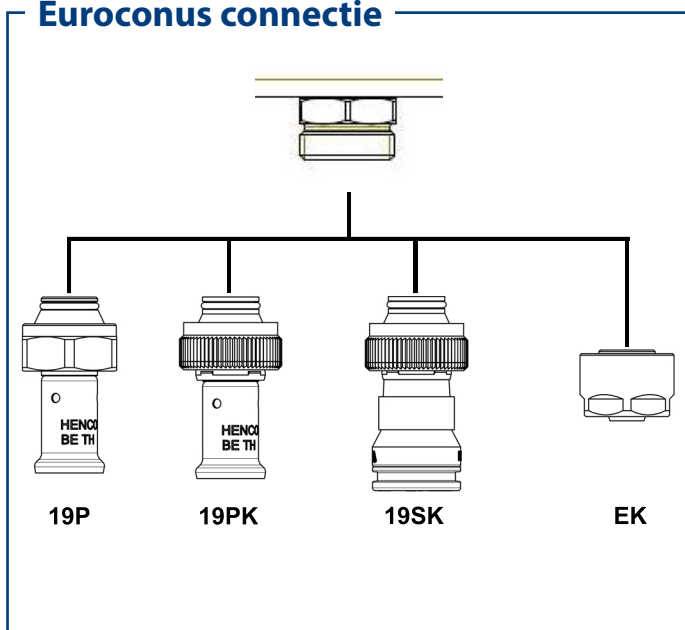 Euroconus connectie
HENCO
BE TH
HENCO
BE TH
19P
19PK
19SK
EK